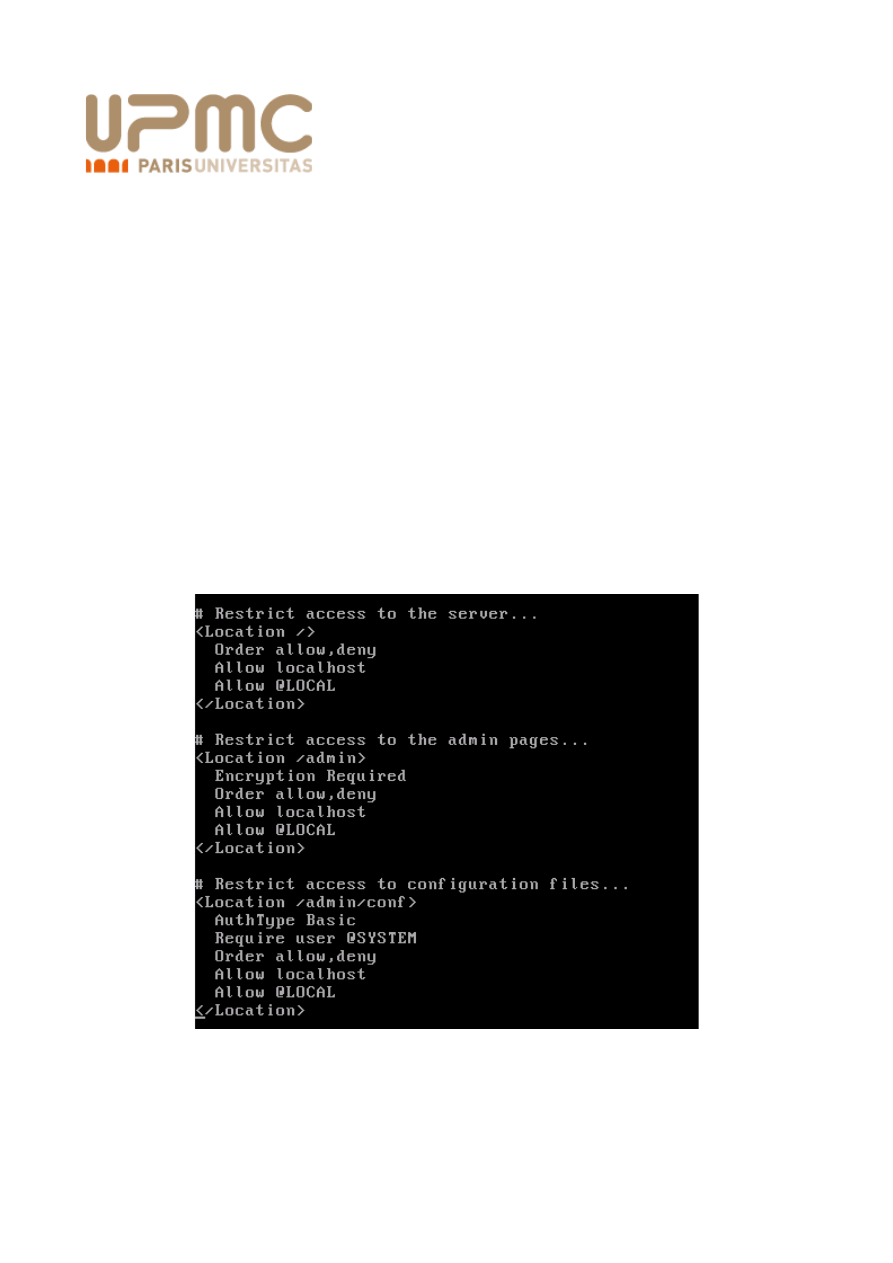 UPMC
PARISUNIVERSITAS
# Restrict access to the server...
<Location />
  Order allow,deny
  Allow localhost
  Allow @LOCAL
</Location>

# Restrict access to the admin pages...
<Location /admin>
  Encryption Required
  Order allow,deny
  Allow localhost
  Allow @LOCAL
</Location>

# Restrict access to configuration files...
<Location /admin/conf>
  AuthType Basic
  Require user @SYSTEM
  Order allow,deny
  Allow localhost
  Allow @LOCAL
</Location>